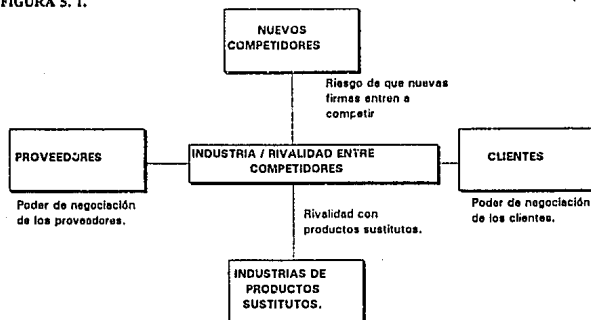 FIGURA 5. 1.
NUEVOS
COMPETIDORES
Riesgo de que nuevas
firmas entren a
competir
PROVEEDORES
INDUSTRIA / RIVALIDAD ENTRE
COMPETIDORES
CLIENTES
Poder de negociación
de los proveedores.
Poder de negociación
de los clientes.
Rivalidad con
productos sustitutos.
INDUSTRIAS DE
PRODUCTOS
SUSTITUTOS.